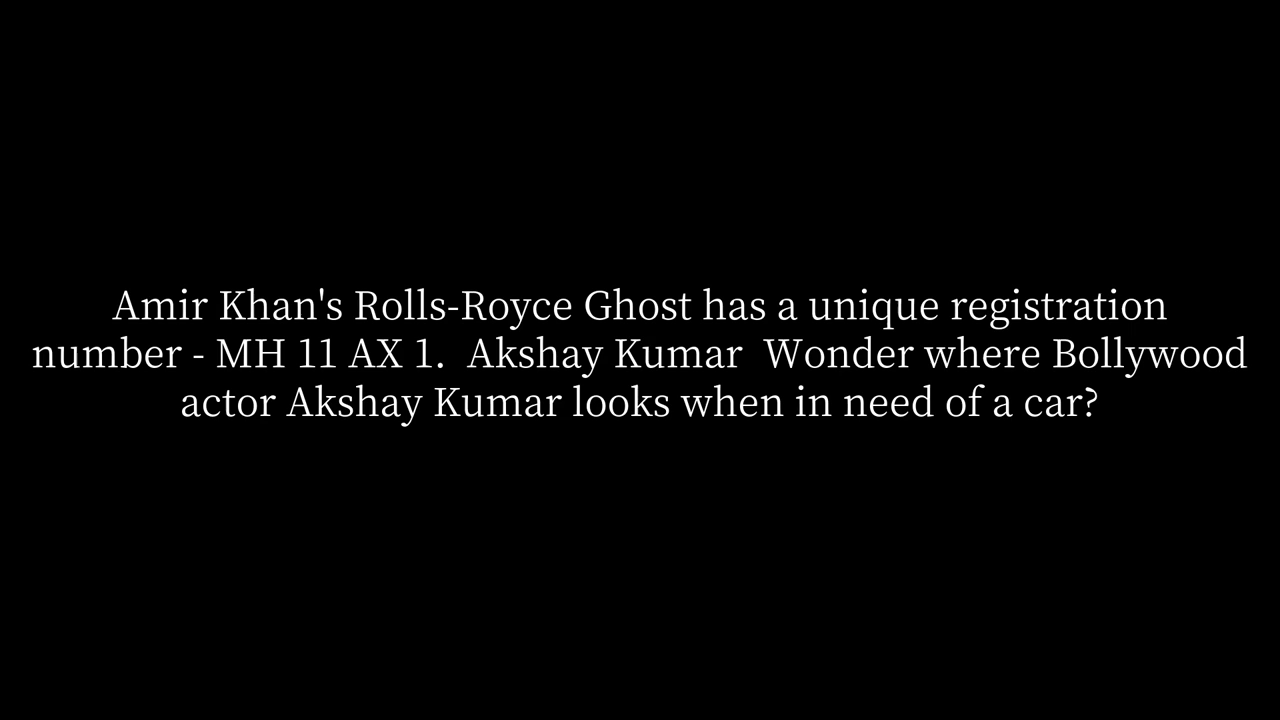 Amir Khan's Rolls-Royce Ghost has a unique registration
number - MH 11 AX 1.  Akshay Kumar  Wonder where Bollywood
actor Akshay Kumar looks when in need of a car?